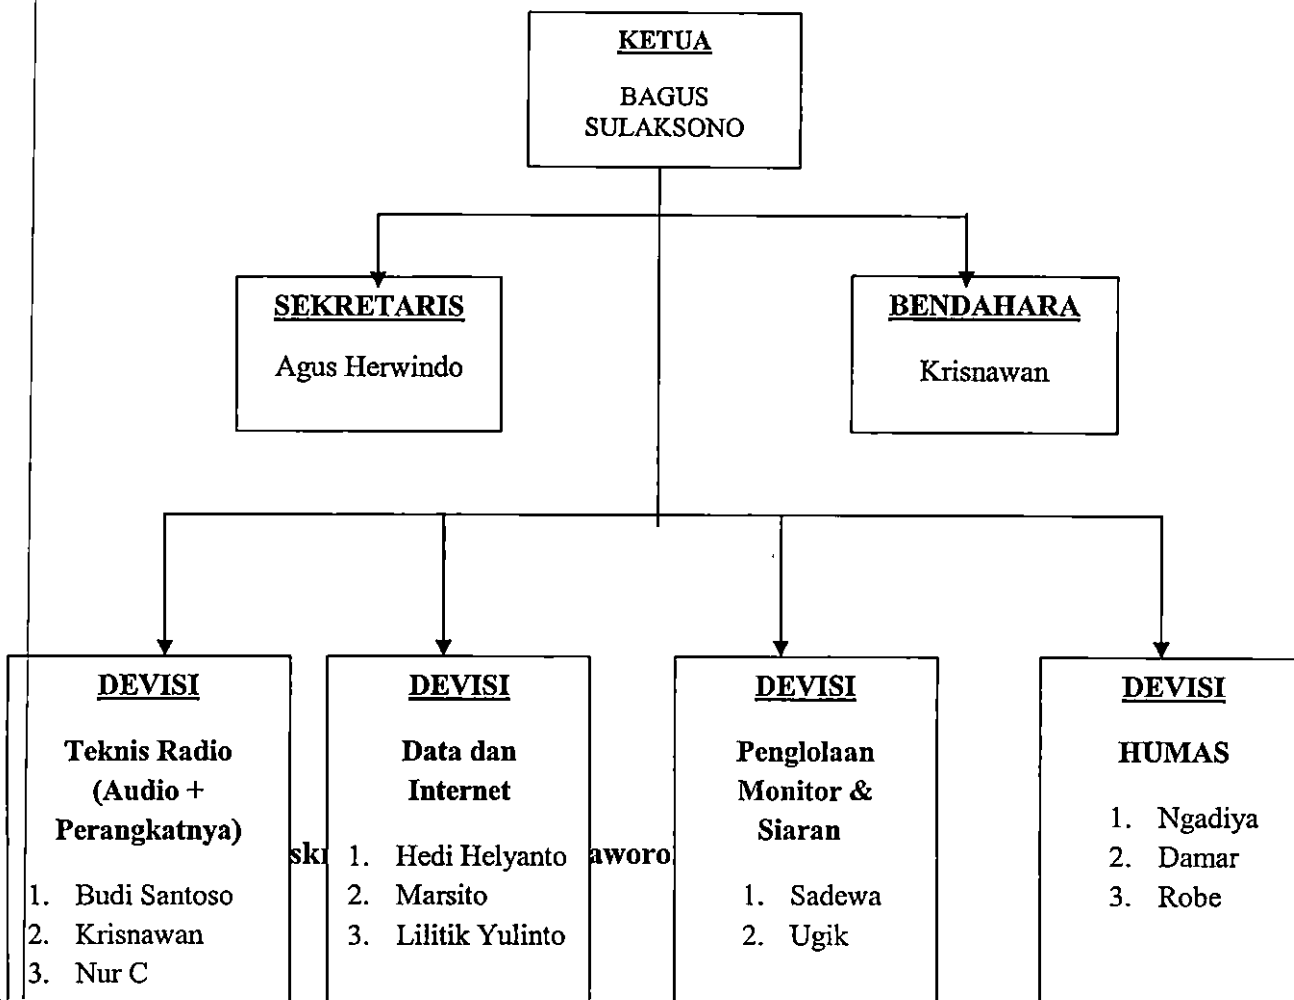 KETUA
BAGUS
SULAKSONO
SEKRETARIS
Agus Herwindo
BENDAHARA
Krisnawan
DEVISI
Teknis Radio
(Audio +
Perangkatnya)
1. Budi Santoso
2. Krisnawan
3. Nur C
DEVISI
Data dan
Internet
1. Hedi Helyanto
2. Marsito
3. Lilitik Yulinto
DEVISI
Penglolaan
Monitor &
Siaran
1. Sadewa
2. Ugik
DEVISI
HUMAS
1. Ngadiya
2. Damar
3. Robe